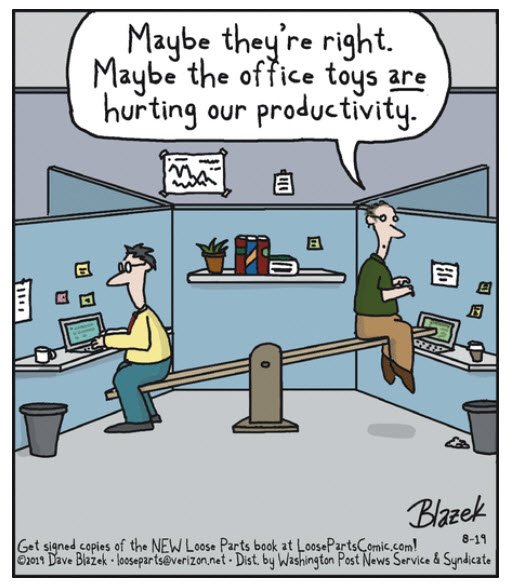 Maybe they're right.
Maybe the office toys are
hurting our productivity.
Blazek
8-19
Get signed copies of the NEW Loose Parts book at LoosePartsComic.com!
©2019 Dave Blazek - looseparts@verizon.net - Dist. by Washington Post News Service & Syndicate